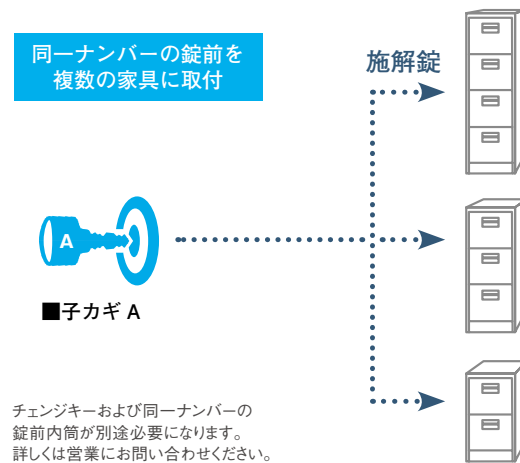 同一ナンバーの錠前を
複数の家具に取付
施解錠
A
■子カギ A
チェンジキーおよび同一ナンバーの
錠前内筒が別途必要になります。
詳しくは営業にお問い合わせください。